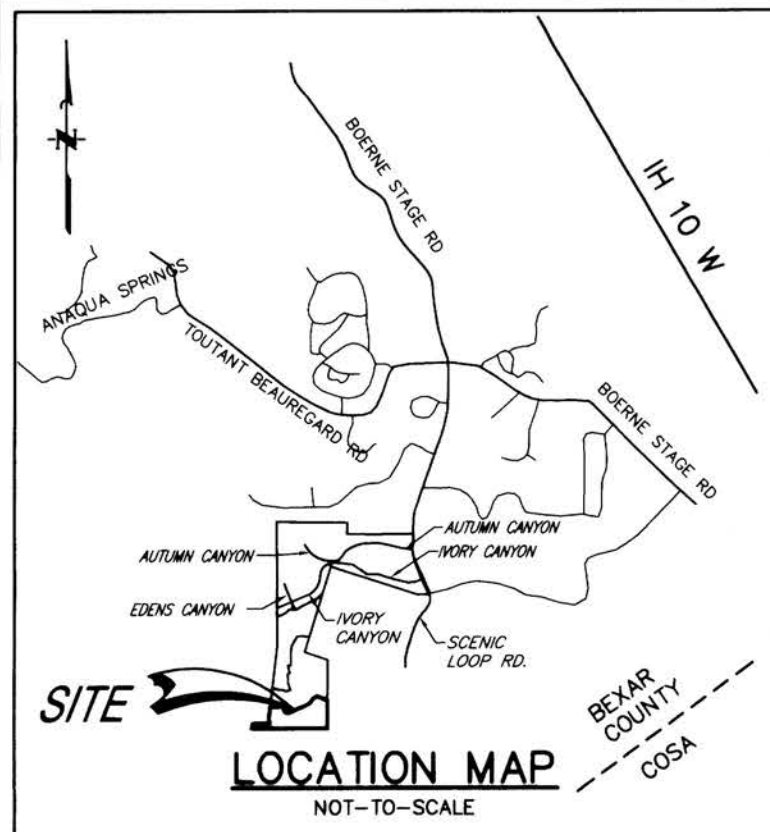 N
BOERNE STAGE RD
IH 10 W
ANAQUA SPRINGS
TOUTANT BEAUREGARD RD
BOERNE STAGE RD
AUTUMN CANYON
IVORY CANYON
AUTUMN CANYON
EDENS CANYON
IVORY
CANYON
SCENIC
LOOP RD.
SITE
BEXAR
COUNTY
COSA
LOCATION MAP
NOT-TO-SCALE